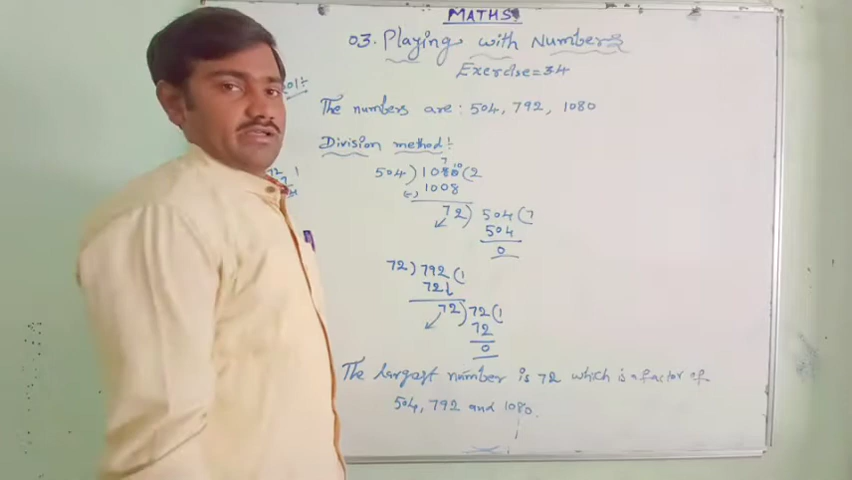 MATHS
03. Playing with Numbers
Exercise = 3.4
sol:-
The numbers are : 504, 792, 1080
Division method:-
504) 1080 (2
1008
72) 504 (7
504
0
72) 792 (1
72↓
72) 72 (1
72
0
The largest number is 72 which is a factor of
504, 792 and 1080.